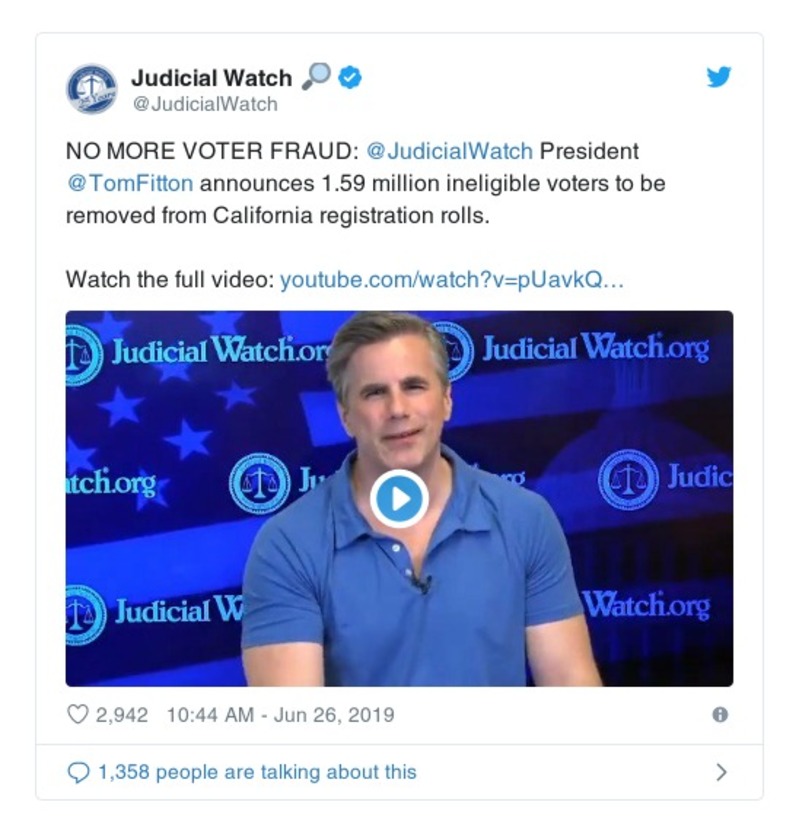 Judicial Watch
@JudicialWatch
NO MORE VOTER FRAUD: @JudicialWatch President
@TomFitton announces 1.59 million ineligible voters to be
removed from California registration rolls.
Watch the full video: youtube.com/watch?v=pUavkQ…
Judicial Watch.or
Judicial Watch.org
tch.org
Ju
org
Judic
Judicial W
Watch.org
2,942 10:44 AM - Jun 26, 2019
1,358 people are talking about this